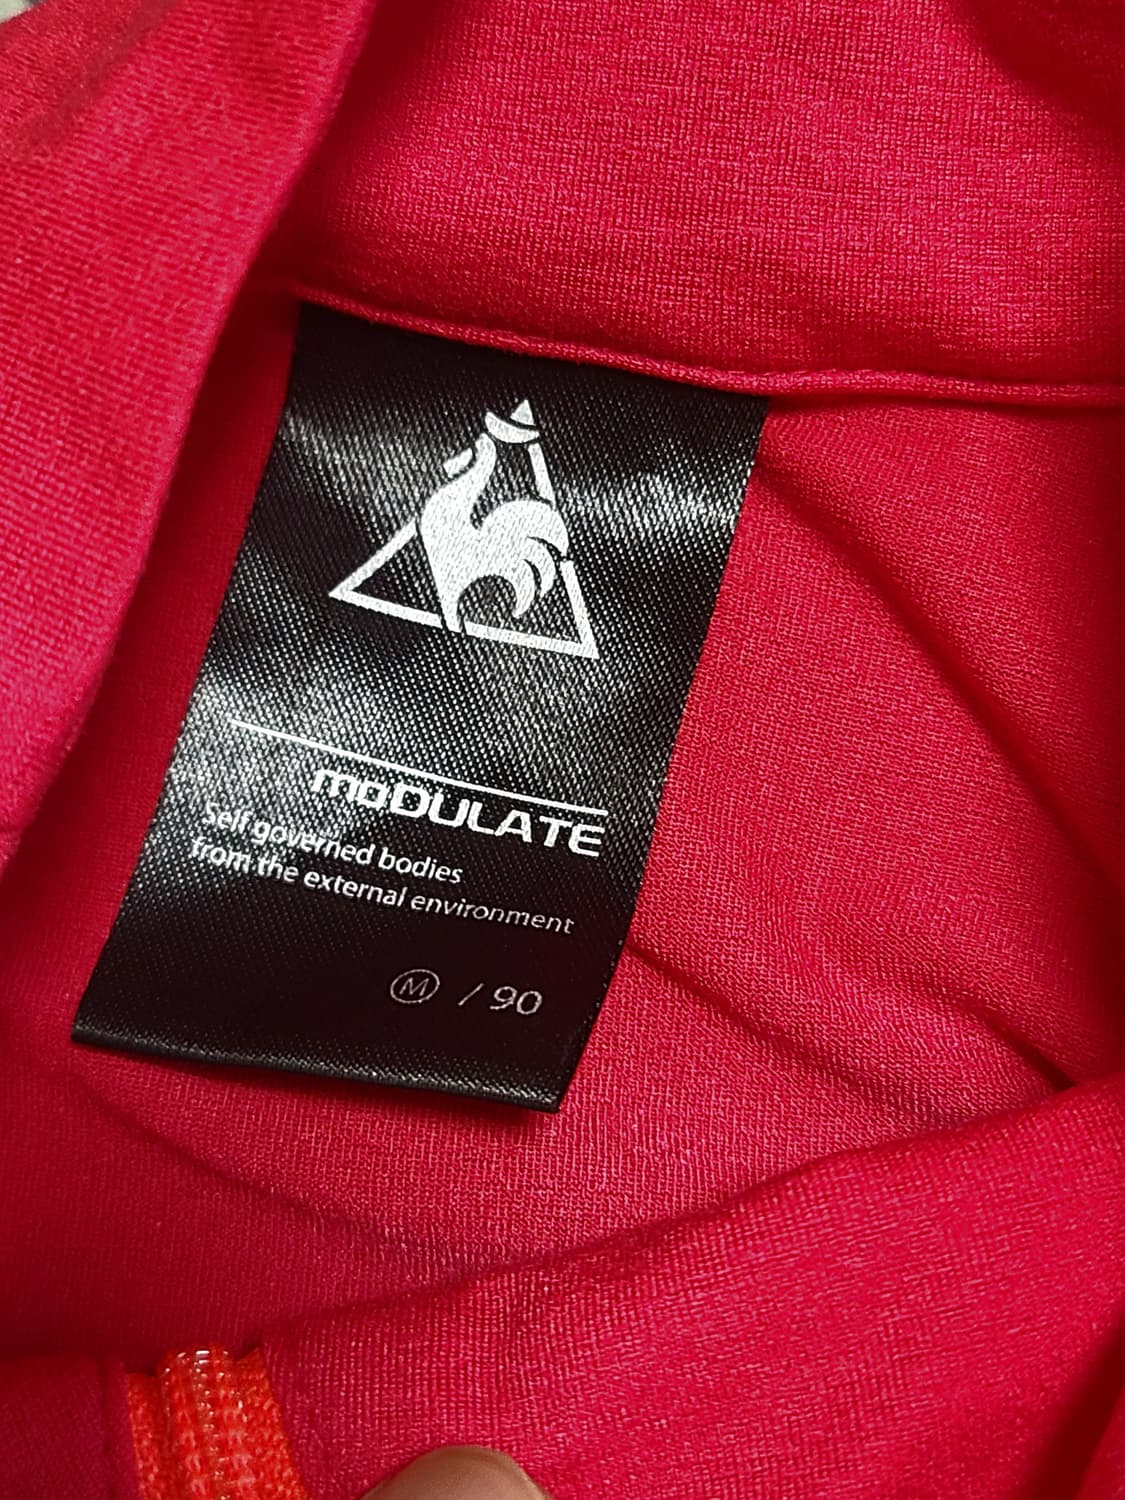 moDULATE
Self governed bodies
from the external environment
M / 90